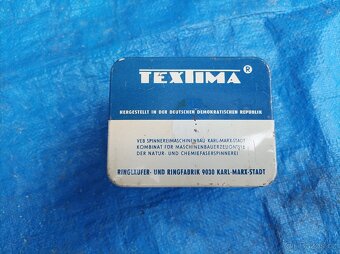 TEXTIMA ®
HERGESTELLT IN DER DEUTSCHEN DEMOKRATISCHEN REPUBLIK
VEB SPINNEREIMASCHINENBAU KARL-MARX-STADT
KOMBINAT FÜR MASCHINENBAUERZEUGNISSE
DER NATUR- UND CHEMIEFASERSPINNEREI
RINGLÄUFER- UND RINGFABRIK 9030 KARL-MARX-STADT